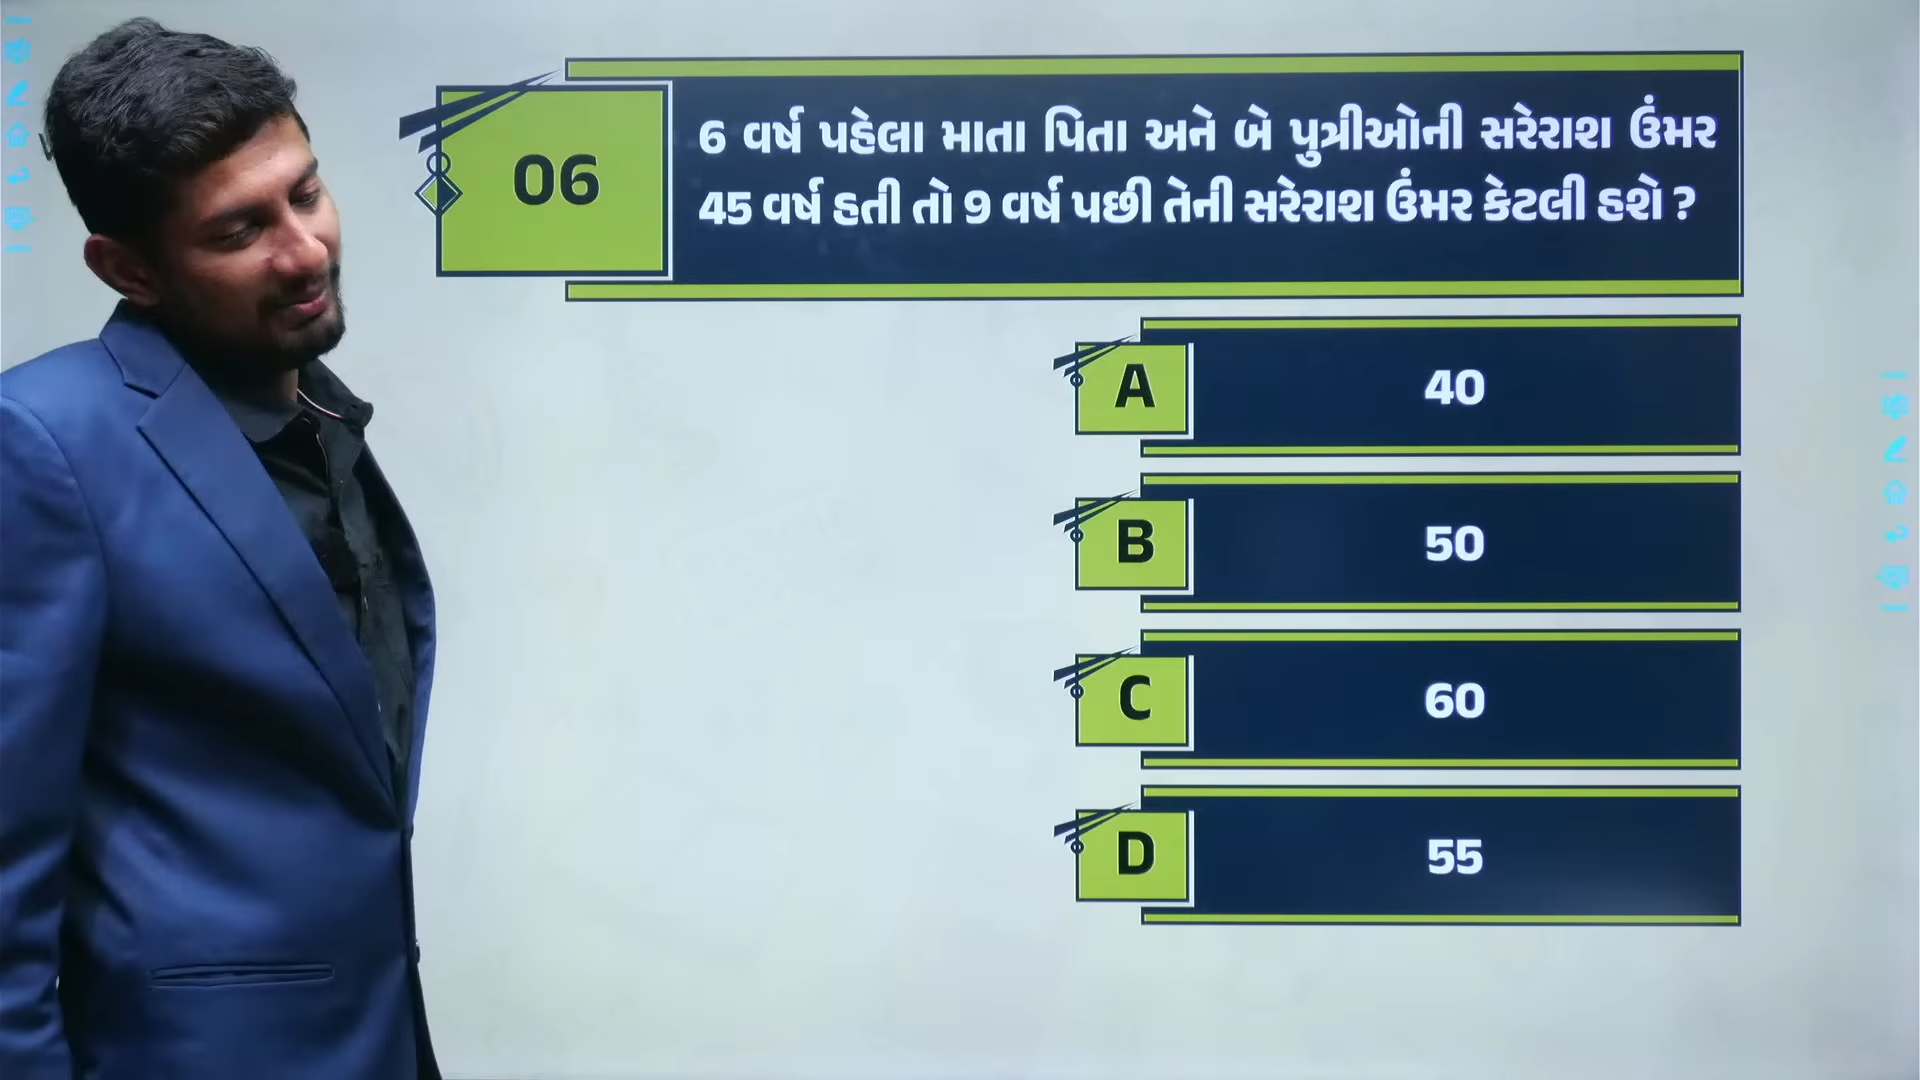 06
6 વર્ષ પહેલા માતા પિતા અને બે પુત્રીઓની સરેરાશ ઉંમર
45 વર્ષ હતી તો 9 વર્ષ પછી તેની સરેરાશ ઉંમર કેટલી હશે ?
A 40
B 50
C 60
D 55